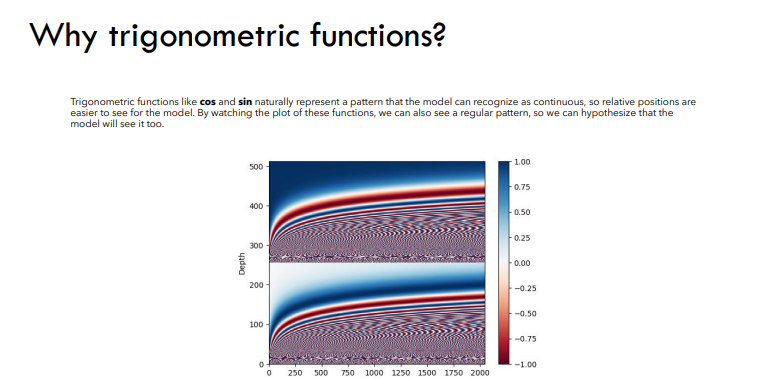 Why trigonometric functions?
Trigonometric functions like cos and sin naturally represent a pattern that the model can recognize as continuous, so relative positions are
easier to see for the model. By watching the plot of these functions, we can also see a regular pattern, so we can hypothesize that the
model will see it too.
500
400
300
200
100
0
Depth
0 250 500 750 1000 1250 1500 1750 2000
1.00
0.75
0.50
0.25
0.00
−0.25
−0.50
−0.75
−1.00